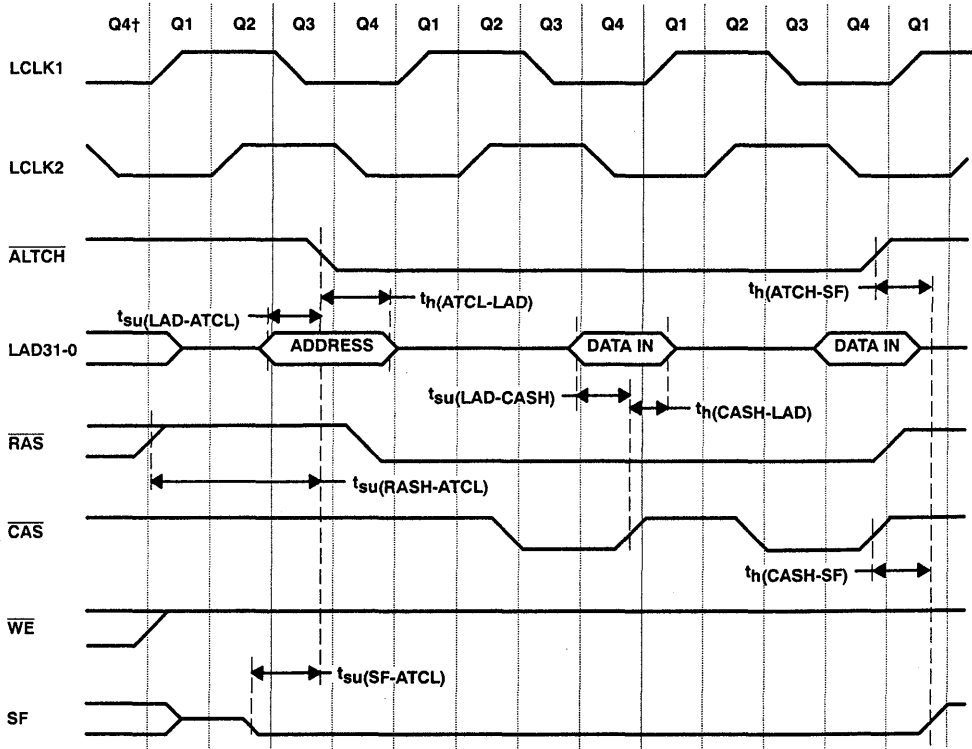 Q4† Q1 Q2 Q3 Q4 Q1 Q2 Q3 Q4 Q1 Q2 Q3 Q4 Q1
LCLK1
LCLK2
ALTCH
th(ATCL-LAD)
th(ATCH-SF)
tsu(LAD-ATCL)
LAD31-0
ADDRESS
DATA IN
DATA IN
tsu(LAD-CASH)
th(CASH-LAD)
RAS
tsu(RASH-ATCL)
CAS
th(CASH-SF)
WE
tsu(SF-ATCL)
SF